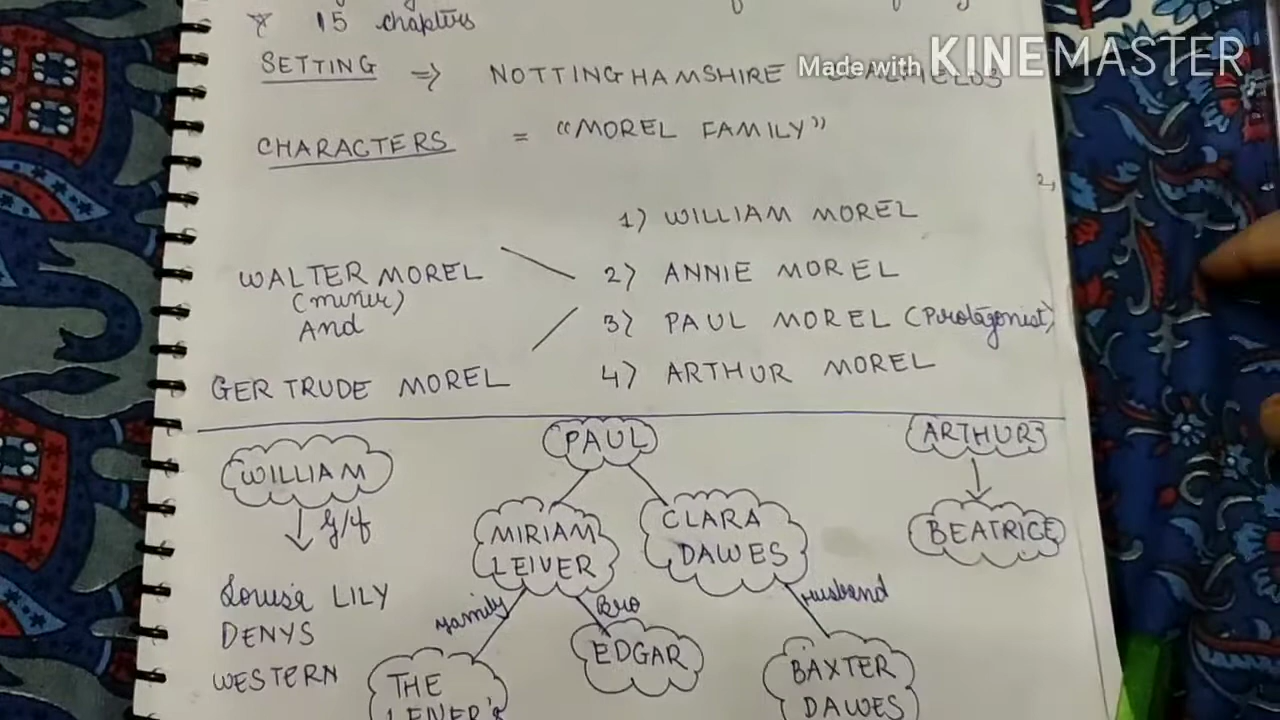 15 chapters
Made with KINEMASTER
SETTING => NOTTINGHAMSHIRE
CHARACTERS = "MOREL FAMILY"
1) WILLIAM MOREL
WALTER MOREL 2) ANNIE MOREL
(miner)
And 3) PAUL MOREL (Protagonist)
GERTRUDE MOREL 4) ARTHUR MOREL
WILLIAM PAUL ARTHUR
g/f
MIRIAM LEIVER
CLARA DAWES
BEATRICE
family Bro Husband
Louisa LILY
DENYS
WESTERN
THE
EDGAR
BAXTER
DAWES